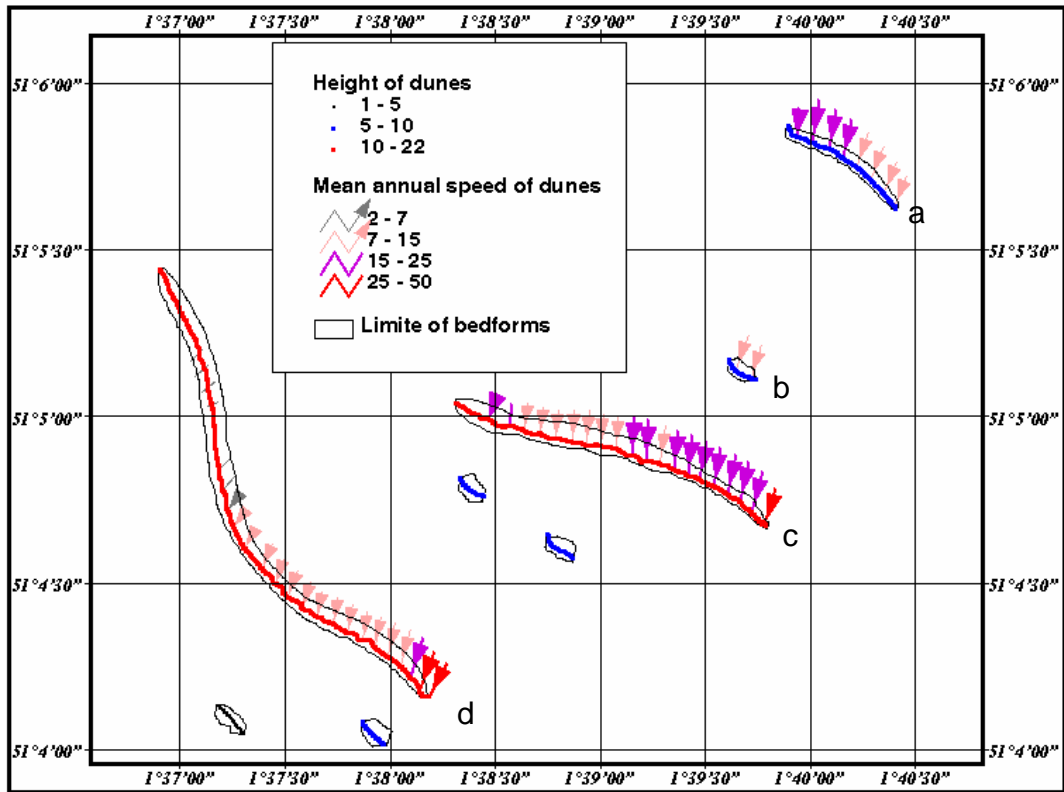 1°37'00" 1°37'30" 1°38'00" 1°38'30" 1°39'00" 1°39'30" 1°40'00" 1°40'30"
51°6'00" 51°6'00"
Height of dunes
1 - 5
5 - 10
10 - 22
Mean annual speed of dunes
2 - 7
7 - 15
15 - 25
25 - 50
Limite of bedforms
a
51°5'30" 51°5'30"
b
51°5'00" 51°5'00"
c
51°4'30" 51°4'30"
d
51°4'00" 51°4'00"
1°37'00" 1°37'30" 1°38'00" 1°38'30" 1°39'00" 1°39'30" 1°40'00" 1°40'30"